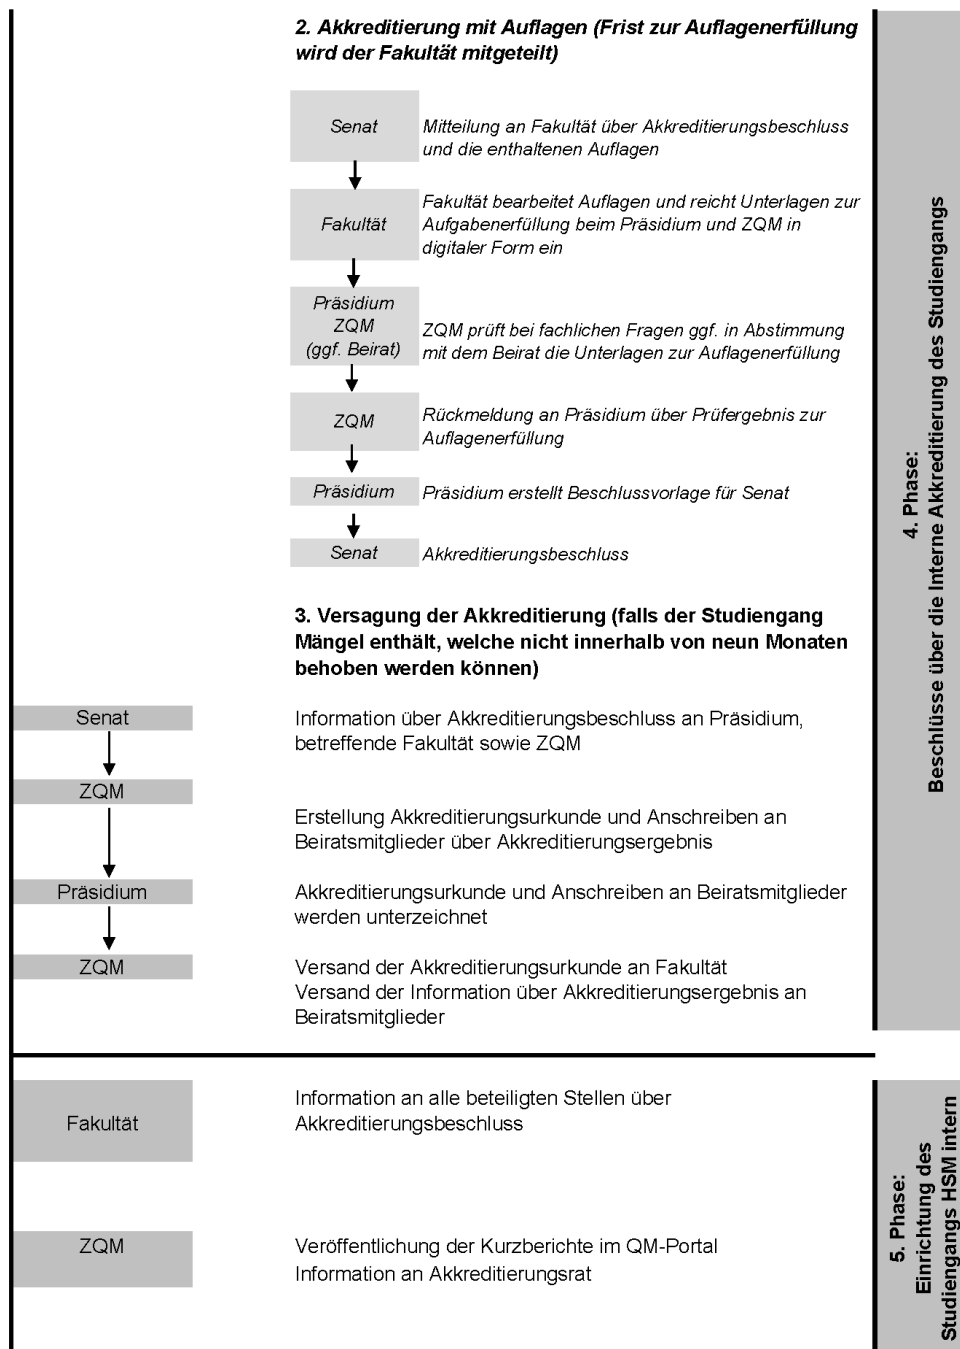 2. Akkreditierung mit Auflagen (Frist zur Auflagenerfüllung
wird der Fakultät mitgeteilt)
Senat
Mitteilung an Fakultät über Akkreditierungsbeschluss
und die enthaltenen Auflagen
Fakultät
Fakultät bearbeitet Auflagen und reicht Unterlagen zur
Aufgabenerfüllung beim Präsidium und ZQM in
digitaler Form ein
Präsidium
ZQM
(ggf. Beirat)
ZQM prüft bei fachlichen Fragen ggf. in Abstimmung
mit dem Beirat die Unterlagen zur Auflagenerfüllung
ZQM
Rückmeldung an Präsidium über Prüfergebnis zur
Auflagenerfüllung
Präsidium
Präsidium erstellt Beschlussvorlage für Senat
Senat
Akkreditierungsbeschluss
3. Versagung der Akkreditierung (falls der Studiengang
Mängel enthält, welche nicht innerhalb von neun Monaten
behoben werden können)
Senat
Information über Akkreditierungsbeschluss an Präsidium,
betreffende Fakultät sowie ZQM
ZQM
Erstellung Akkreditierungsurkunde und Anschreiben an
Beiratsmitglieder über Akkreditierungsergebnis
Präsidium
Akkreditierungsurkunde und Anschreiben an Beiratsmitglieder
werden unterzeichnet
ZQM
Versand der Akkreditierungsurkunde an Fakultät
Versand der Information über Akkreditierungsergebnis an
Beiratsmitglieder
4. Phase:
Beschlüsse über die Interne Akkreditierung des Studiengangs
Fakultät
Information an alle beteiligten Stellen über
Akkreditierungsbeschluss
ZQM
Veröffentlichung der Kurzberichte im QM-Portal
Information an Akkreditierungsrat
5. Phase:
Einrichtung des
Studiengangs HSM intern